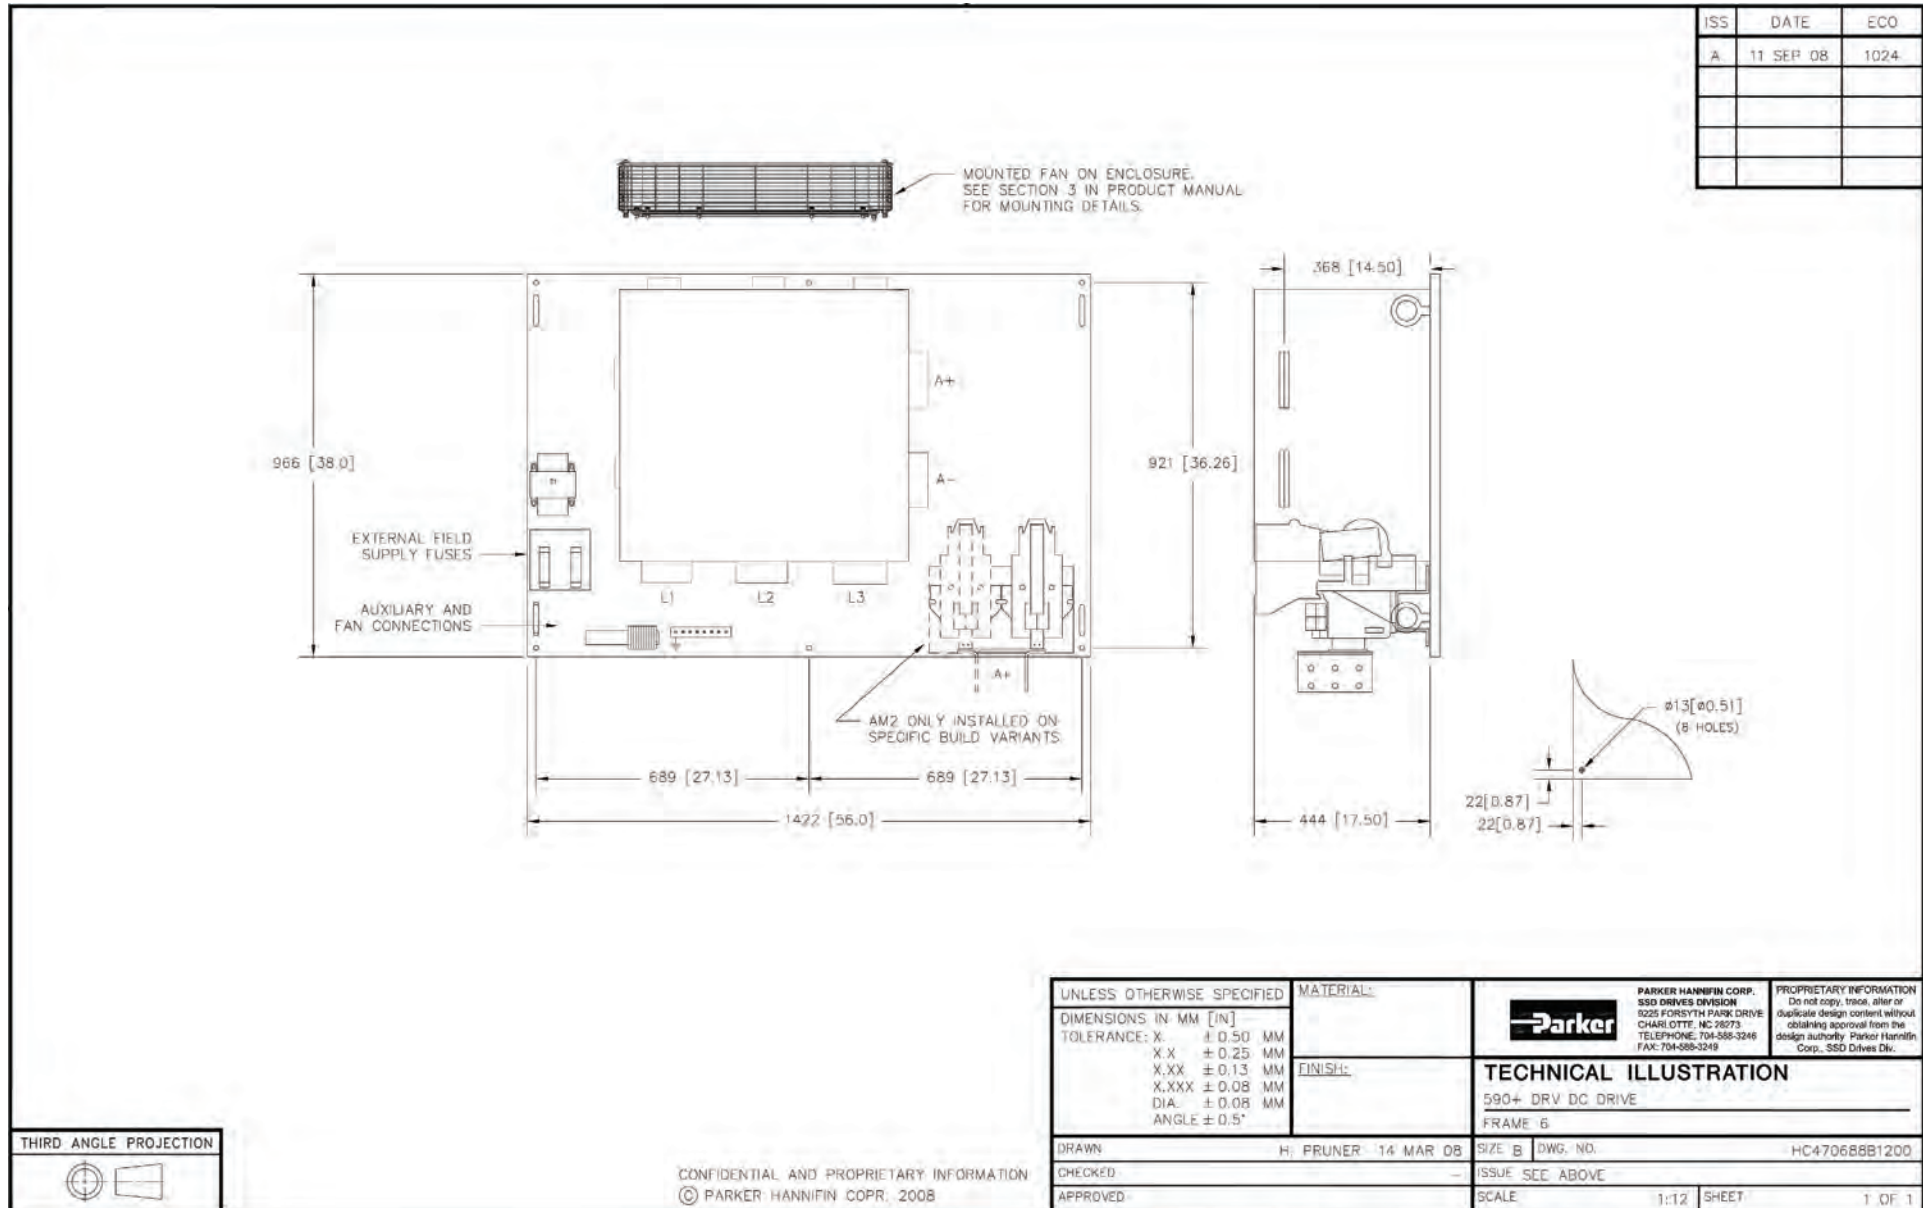 ISS DATE ECO
A 11 SEP 08 1024
MOUNTED FAN ON ENCLOSURE.
SEE SECTION 3 IN PRODUCT MANUAL
FOR MOUNTING DETAILS.
368 [14.50]
A+
966 [38.0]
921 [36.26]
A-
EXTERNAL FIELD
SUPPLY FUSES
L1 L2 L3
AUXILIARY AND
FAN CONNECTIONS
A+
AM2 ONLY INSTALLED ON
SPECIFIC BUILD VARIANTS
ø13[ø0.51]
(8 HOLES)
689 [27.13]
689 [27.13]
22[0.87]
22[0.87]
1422 [56.0]
444 [17.50]
UNLESS OTHERWISE SPECIFIED
DIMENSIONS IN MM [IN]
TOLERANCE: X. ± 0.50 MM
X.X ± 0.25 MM
X.XX ± 0.13 MM
X.XXX ± 0.08 MM
DIA. ± 0.08 MM
ANGLE ± 0.5°
MATERIAL:
FINISH:
Parker
PARKER HANNIFIN CORP.
SSD DRIVES DIVISION
9225 FORSYTH PARK DRIVE
CHARLOTTE, NC 28273
TELEPHONE, 704-588-3246
FAX: 704-588-3249
PROPRIETARY INFORMATION
Do not copy, trace, alter or
duplicate design content without
obtaining approval from the
design authority Parker Hannifin
Corp., SSD Drives Div.
TECHNICAL ILLUSTRATION
590+ DRV DC DRIVE
FRAME 6
DRAWN H. PRUNER 14 MAR 08
SIZE B DWG. NO. HC470688B1200
CHECKED –
ISSUE SEE ABOVE
APPROVED
SCALE 1:12 SHEET 1 OF 1
THIRD ANGLE PROJECTION
CONFIDENTIAL AND PROPRIETARY INFORMATION
© PARKER HANNIFIN COPR. 2008